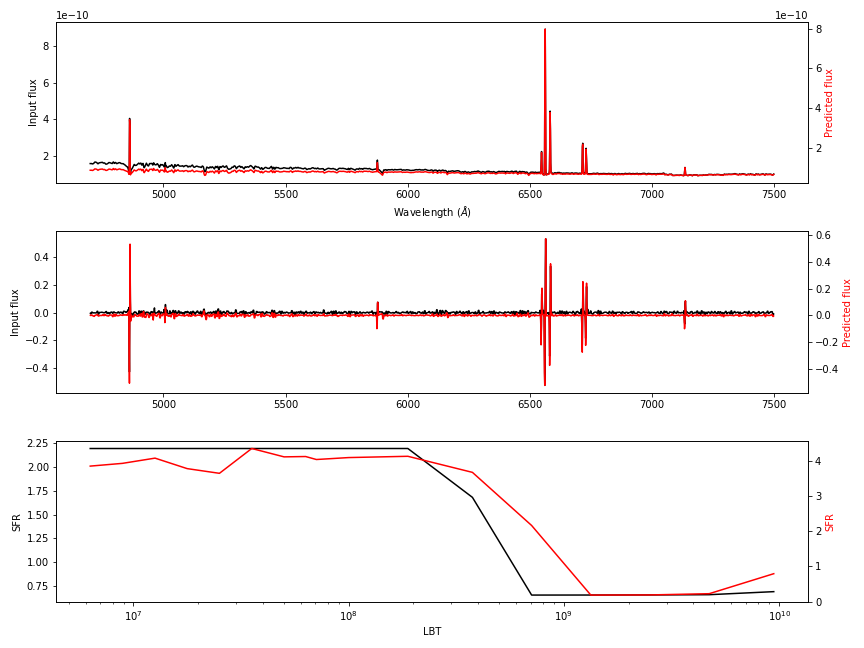 1e−10
1e−10
8
6
4
2
Input flux
8
6
4
2
Predicted flux
5000 5500 6000 6500 7000 7500
Wavelength (Å)
0.4
0.2
0.0
−0.2
−0.4
Input flux
0.6
0.4
0.2
0.0
−0.2
−0.4
Predicted flux
5000 5500 6000 6500 7000 7500
2.25
2.00
1.75
1.50
1.25
1.00
0.75
SFR
4
3
2
1
0
SFR
10⁷ 10⁸ 10⁹ 10¹⁰
LBT